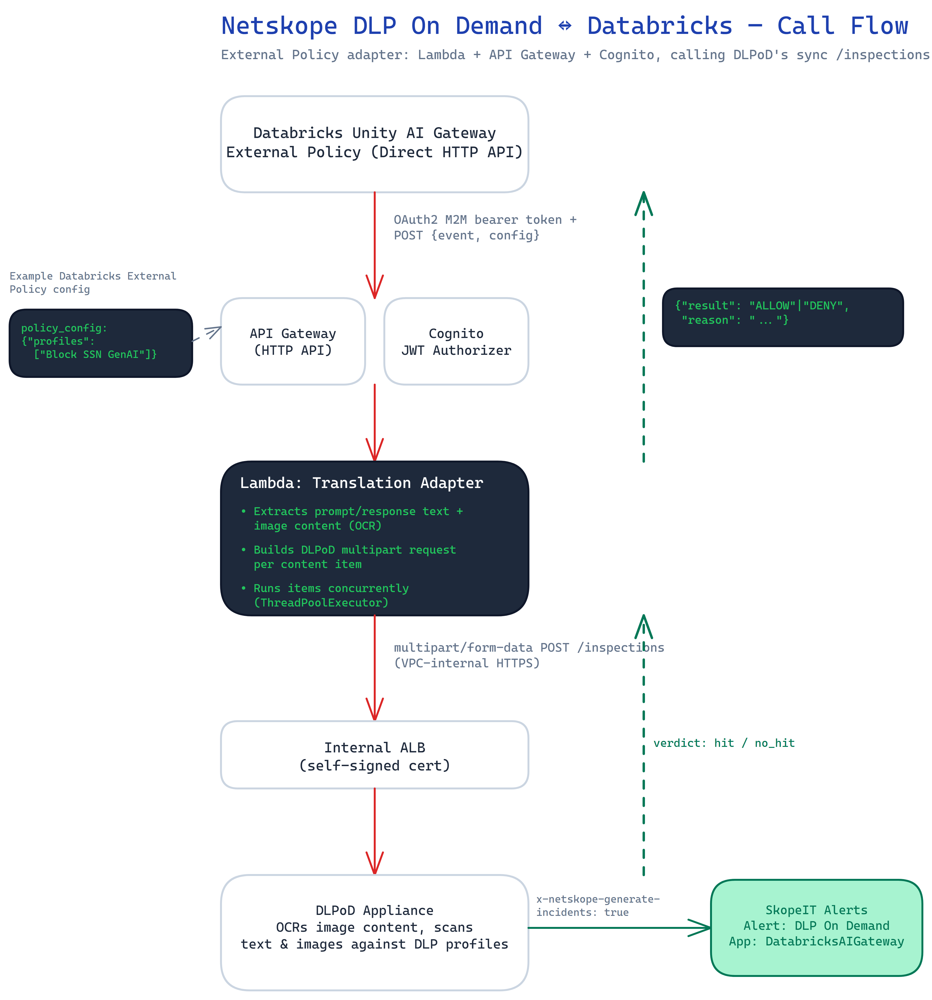 Netskope DLP On Demand ↔ Databricks — Call Flow
External Policy adapter: Lambda + API Gateway + Cognito, calling DLPoD's sync /inspections
Databricks Unity AI Gateway
External Policy (Direct HTTP API)
OAuth2 M2M bearer token +
POST {event, config}
Example Databricks External
Policy config
policy_config:
{"profiles":
["Block SSN GenAI"]}
API Gateway
(HTTP API)
Cognito
JWT Authorizer
{"result": "ALLOW"|"DENY",
"reason": "..."}
Lambda: Translation Adapter
• Extracts prompt/response text +
image content (OCR)
• Builds DLPoD multipart request
per content item
• Runs items concurrently
(ThreadPoolExecutor)
multipart/form-data POST /inspections
(VPC-internal HTTPS)
Internal ALB
(self-signed cert)
verdict: hit / no_hit
DLPoD Appliance
OCRs image content, scans
text & images against DLP profiles
x-netskope-generate-
incidents: true
SkopeIT Alerts
Alert: DLP On Demand
App: DatabricksAIGateway